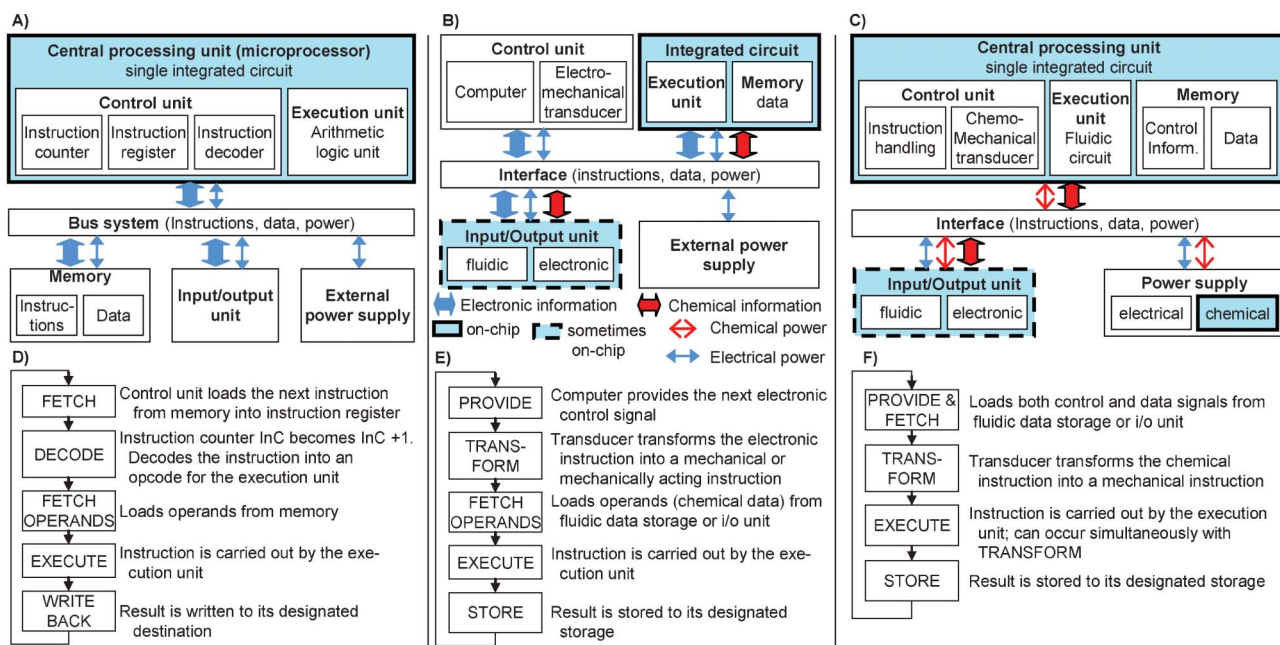 A)
Central processing unit (microprocessor)
single integrated circuit
Control unit
Instruction
counter
Instruction
register
Instruction
decoder
Execution unit
Arithmetic
logic unit
Bus system (Instructions, data, power)
Memory
Instruc-
tions
Data
Input/output
unit
External
power supply
B)
Control unit
Computer
Electro-
mechanical
transducer
Integrated circuit
Execution
unit
Memory
data
Interface (instructions, data, power)
Input/Output unit
fluidic
electronic
External power
supply
Electronic information
Chemical information
on-chip
sometimes
on-chip
Chemical power
Electrical power
C)
Central processing unit
single integrated circuit
Control unit
Instruction
handling
Chemo-
Mechanical
transducer
Execution
unit
Fluidic
circuit
Memory
Control
Inform.
Data
Interface (Instructions, data, power)
Input/Output unit
fluidic
electronic
Power supply
electrical
chemical
D)
FETCH
Control unit loads the next instruction
from memory into instruction register
DECODE
Instruction counter InC becomes InC +1.
Decodes the instruction into an
opcode for the execution unit
FETCH
OPERANDS
Loads operands from memory
EXECUTE
Instruction is carried out by the exe-
cution unit
WRITE
BACK
Result is written to its designated
destination
E)
PROVIDE
Computer provides the next electronic
control signal
TRANS-
FORM
Transducer transforms the electronic
instruction into a mechanical or
mechanically acting instruction
FETCH
OPERANDS
Loads operands (chemical data) from
fluidic data storage or i/o unit
EXECUTE
Instruction is carried out by the exe-
cution unit
STORE
Result is stored to its designated
storage
F)
PROVIDE &
FETCH
Loads both control and data signals from
fluidic data storage or i/o unit
TRANS-
FORM
Transducer transforms the chemical
instruction into a mechanical instruction
EXECUTE
Instruction is carried out by the execution
unit; can occur simultaneously with
TRANSFORM
STORE
Result is stored to its designated storage